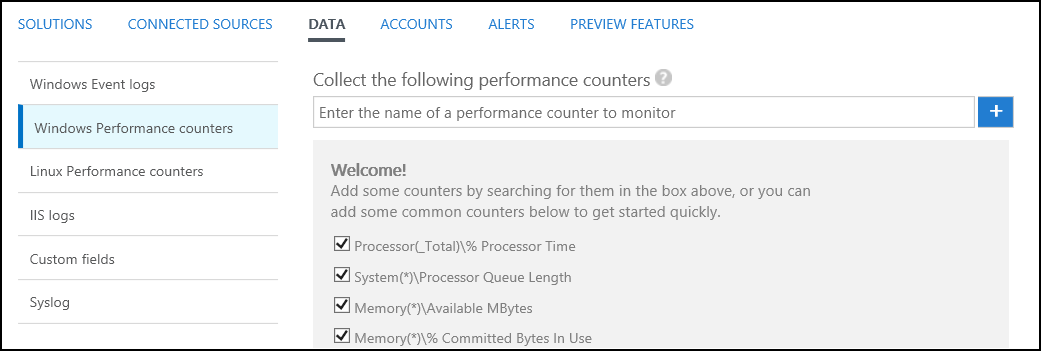 SOLUTIONS CONNECTED SOURCES DATA ACCOUNTS ALERTS PREVIEW FEATURES
Windows Event logs
Windows Performance counters
Linux Performance counters
IIS logs
Custom fields
Syslog
Collect the following performance counters ?
Enter the name of a performance counter to monitor +
Welcome!
Add some counters by searching for them in the box above, or you can
add some common counters below to get started quickly.
Processor(_Total)\% Processor Time
System(*)\Processor Queue Length
Memory(*)\Available MBytes
Memory(*)\% Committed Bytes In Use